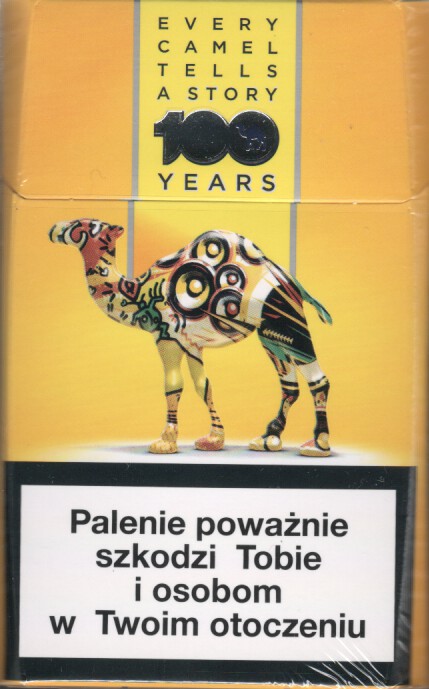 EVERY
CAMEL
TELLS
A STORY
100
YEARS
Palenie poważnie
szkodzi Tobie
i osobom
w Twoim otoczeniu